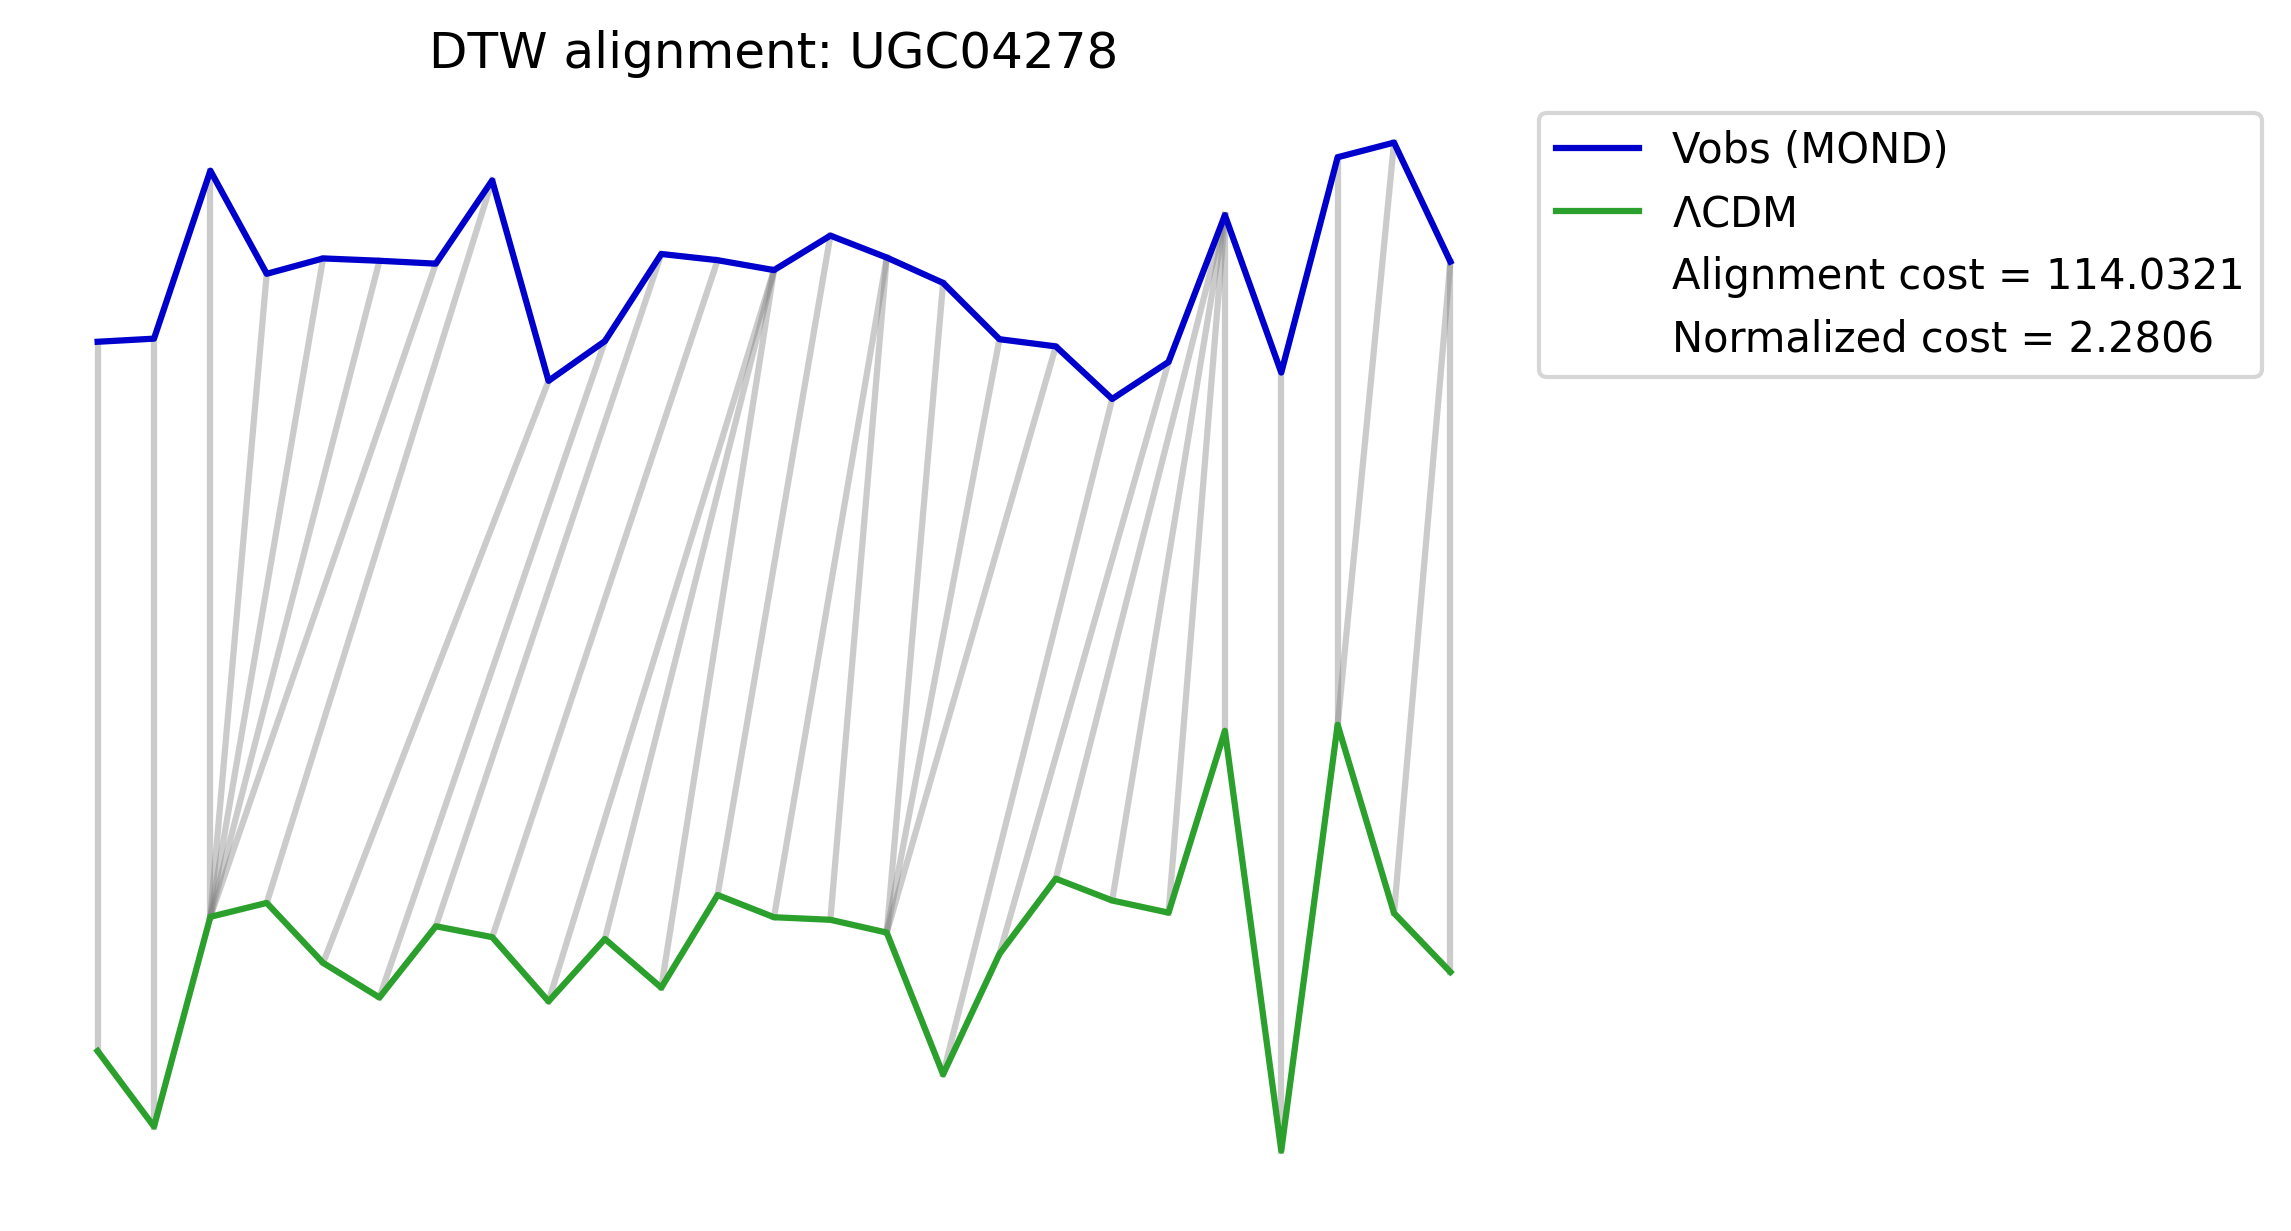 DTW alignment: UGC04278
Vobs (MOND)
ΛCDM
Alignment cost = 114.0321
Normalized cost = 2.2806